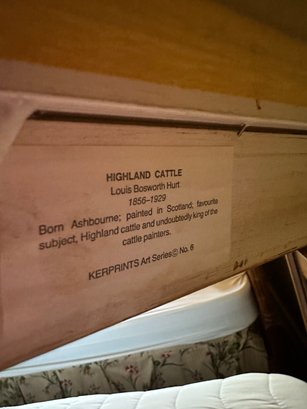 HIGHLAND CATTLE
Louis Bosworth Hurt
1856–1929
Born Ashbourne; painted in Scotland; favourite
subject, Highland cattle and undoubtedly king of the
cattle painters.
KERPRINTS Art Series© No. 6